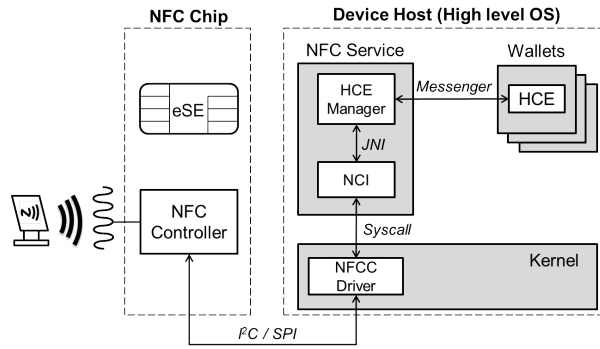 NFC Chip
Device Host (High level OS)
NFC Service
Wallets
eSE
HCE
Manager
Messenger
HCE
JNI
NCI
N
NFC
Controller
Syscall
Kernel
NFCC
Driver
I²C / SPI